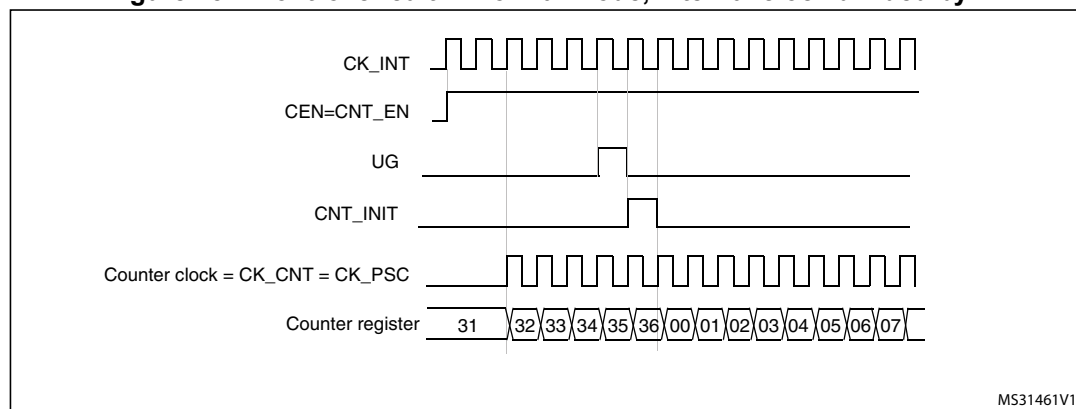 CK_INT
CEN=CNT_EN
UG
CNT_INIT
Counter clock = CK_CNT = CK_PSC
Counter register 31 32 33 34 35 36 00 01 02 03 04 05 06 07
MS31461V1